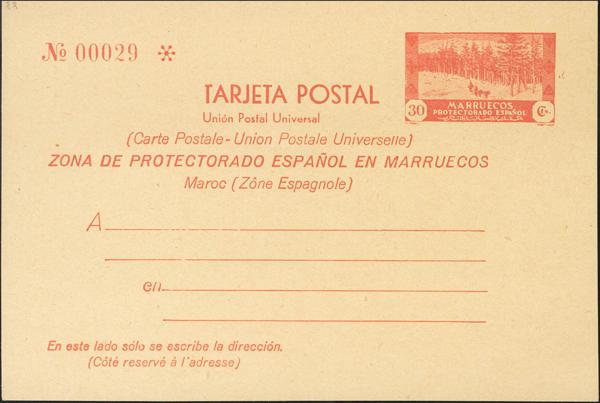 № 00029 *
30 MARRUECOS Cts.
PROTECTORADO ESPAÑOL
TARJETA POSTAL
Unión Postal Universal
(Carte Postale-Union Postale Universelle)
ZONA DE PROTECTORADO ESPAÑOL EN MARRUECOS
Maroc (Zône Espagnole)
A
en
En este lado sólo se escribe la dirección.
(Côté reservé à l'adresse)